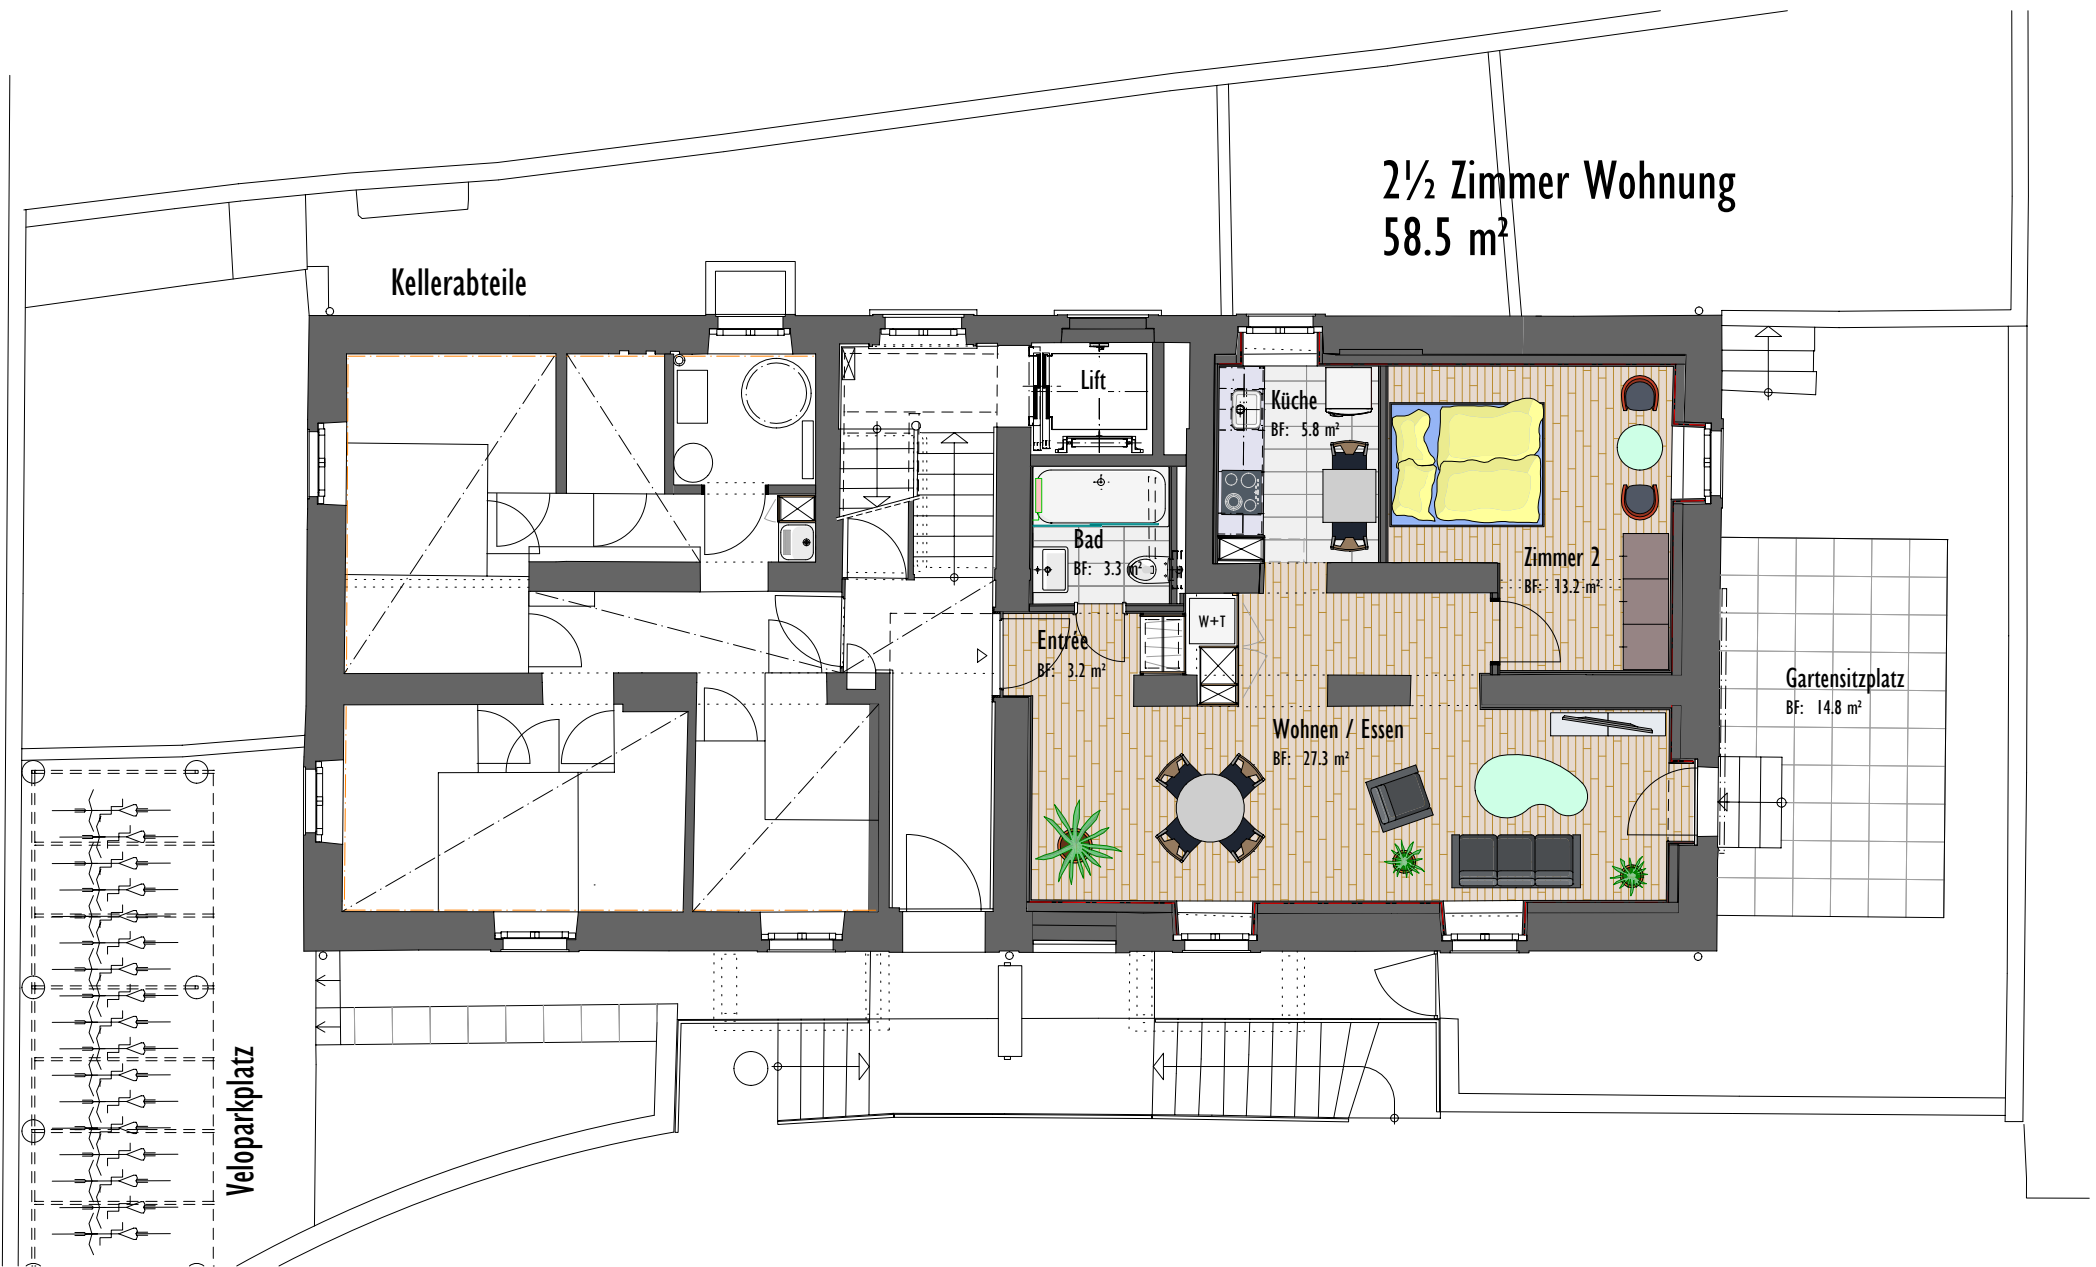 2½ Zimmer Wohnung
58.5 m²
Kellerabteile
Lift
Küche
BF: 5.8 m²
Bad
BF: 3.3 m²
Zimmer 2
BF: 13.2 m²
W+T
Entrée
BF: 3.2 m²
Gartensitzplatz
BF: 14.8 m²
Wohnen / Essen
BF: 27.3 m²
Veloparkplatz